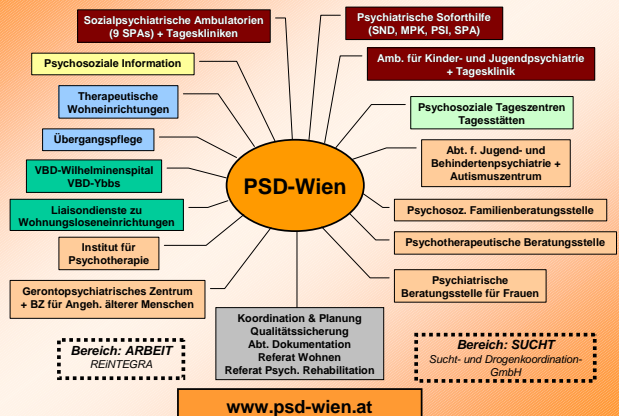 Sozialpsychiatrische Ambulatorien
(9 SPAs) + Tageskliniken
Psychiatrische Soforthilfe
(SND, MPK, PSI, SPA)
Psychosoziale Information
Amb. für Kinder- und Jugendpsychiatrie
+ Tagesklinik
Therapeutische
Wohneinrichtungen
Psychosoziale Tageszentren
Tagesstätten
Übergangspflege
Abt. f. Jugend- und
Behindertenpsychiatrie +
Autismuszentrum
VBD-Wilhelminenspital
VBD-Ybbs
PSD-Wien
Liaisondienste zu
Wohnungsloseneinrichtungen
Psychosoz. Familienberatungsstelle
Institut für
Psychotherapie
Psychotherapeutische Beratungsstelle
Gerontopsychiatrisches Zentrum
+ BZ für Angeh. älterer Menschen
Psychiatrische
Beratungsstelle für Frauen
Koordination & Planung
Qualitätssicherung
Abt. Dokumentation
Referat Wohnen
Referat Psych. Rehabilitation
Bereich: ARBEIT
REiNTEGRA
Bereich: SUCHT
Sucht- und Drogenkoordination-
GmbH
www.psd-wien.at